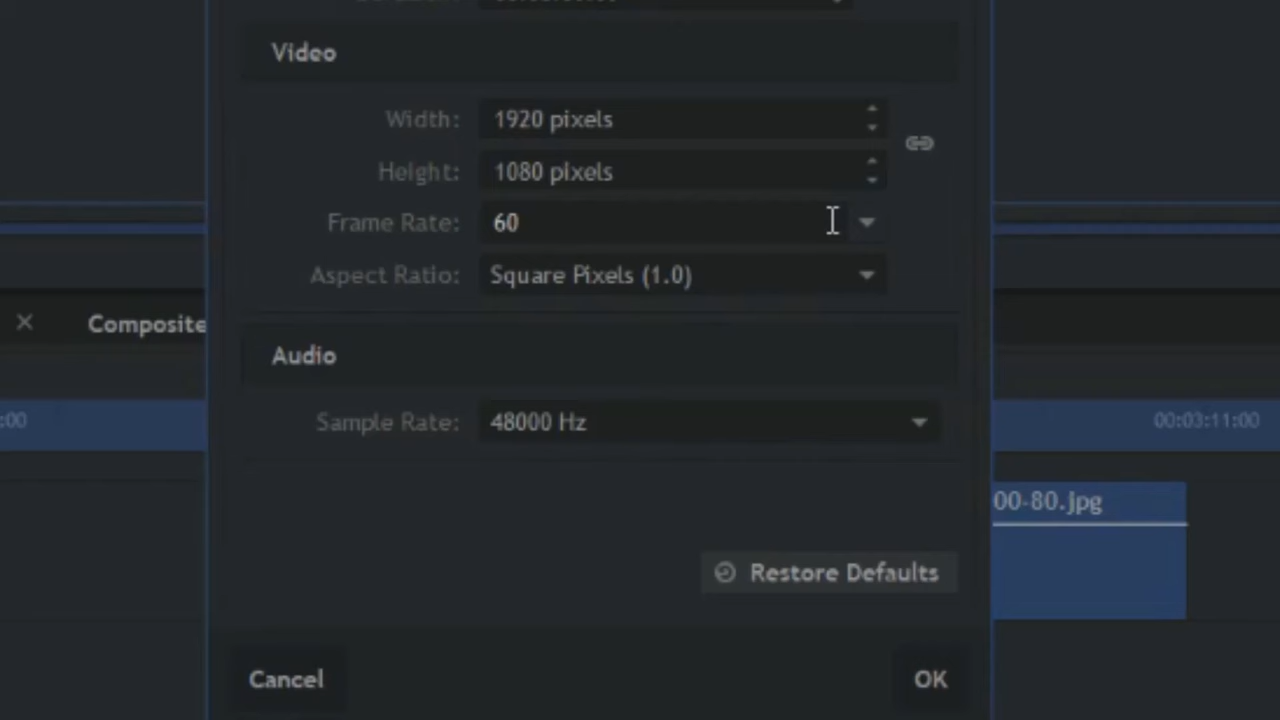 Video
Width: 1920 pixels
Height: 1080 pixels
Frame Rate: 60
Aspect Ratio: Square Pixels (1.0)
Composite
Audio
Sample Rate: 48000 Hz
:00
00:03:11:00
00-80.jpg
Restore Defaults
Cancel
OK